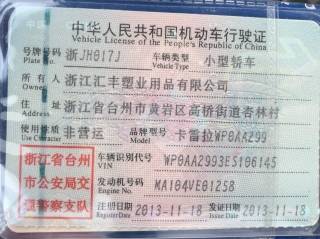 中华人民共和国机动车行驶证
Vehicle License of the People's Republic of China
号牌号码 浙JH017J 车辆类型 小型轿车
Plate No. Vehicle Type
所有人 浙江汇丰塑业用品有限公司
Owner
住址 浙江省台州市黄岩区高桥街道杏林村
Address
使用性质 非营运 品牌型号 卡雷拉WP0AA299
Use Character Model
车辆识别代号 WP0AA2993ES106145
VIN
发动机号码 MA104VE01258
Engine No.
注册日期 2013-11-18 发证日期 2013-11-18
Register Date Issue Date
浙江省台州
市公安局交
通警察支队